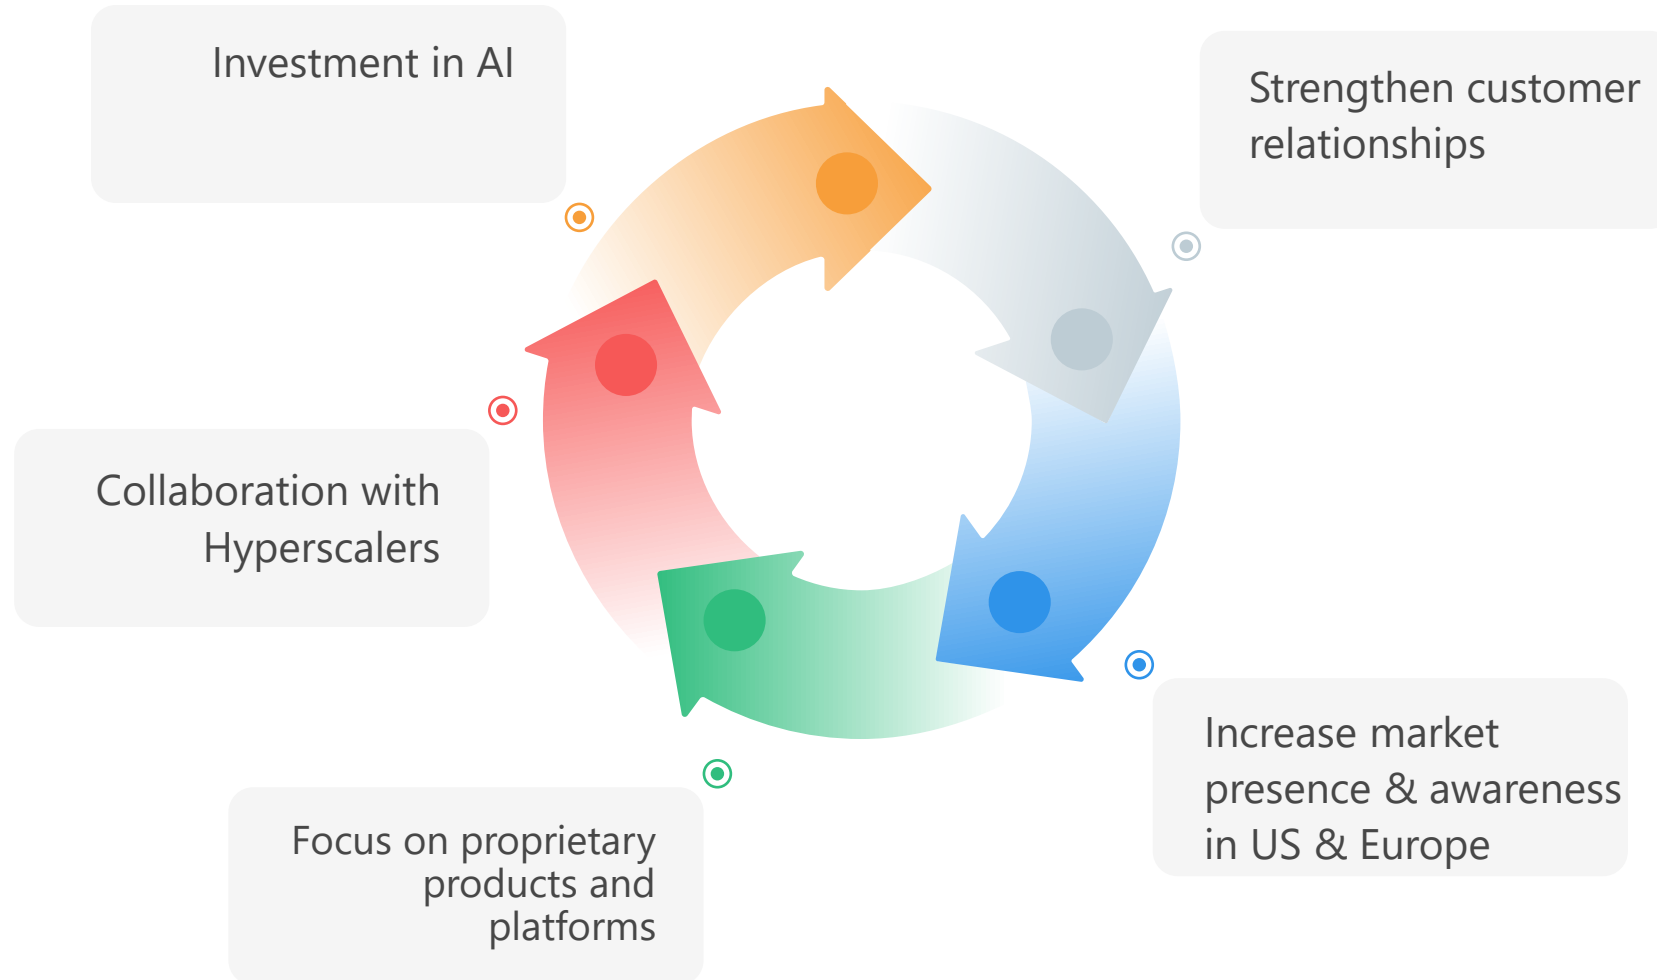 Investment in AI
Strengthen customer
relationships
Collaboration with
Hyperscalers
Increase market
presence & awareness
in US & Europe
Focus on proprietary
products and
platforms